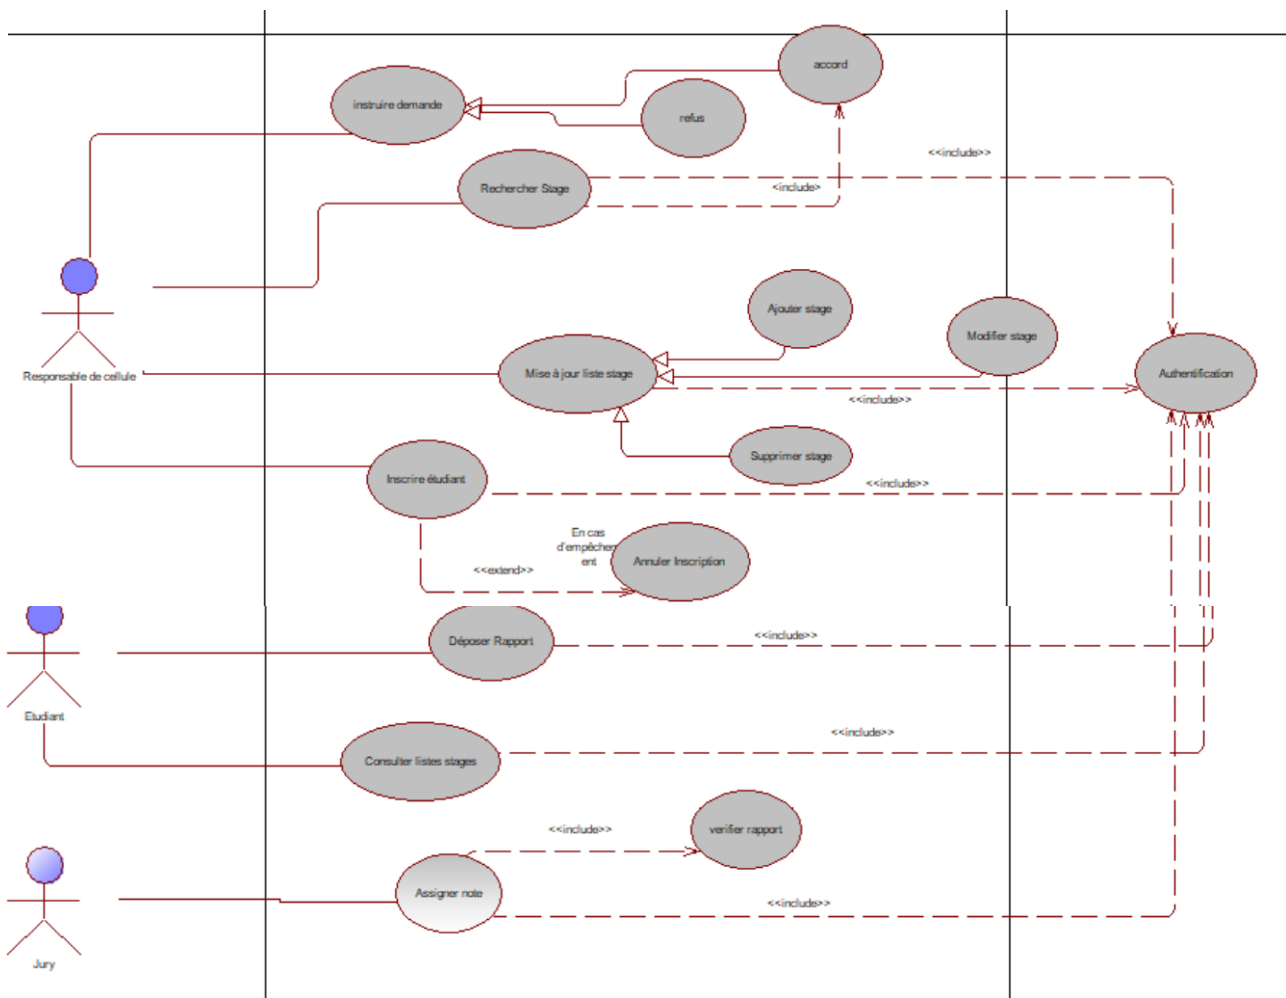 accord
instruire demande
refus
<<include>>
Rechercher Stage
<include>
Ajouter stage
Modifier stage
Responsable de cellule
Mise à jour liste stage
Authentification
<<include>>
Supprimer stage
Inscrire étudiant
<<include>>
En cas
d'empêchem
ent
Annuler Inscription
<<extend>>
Déposer Rapport
<<include>>
Etudiant
<<include>>
Consulter listes stages
<<include>>
verifier rapport
Assigner note
<<include>>
Jury